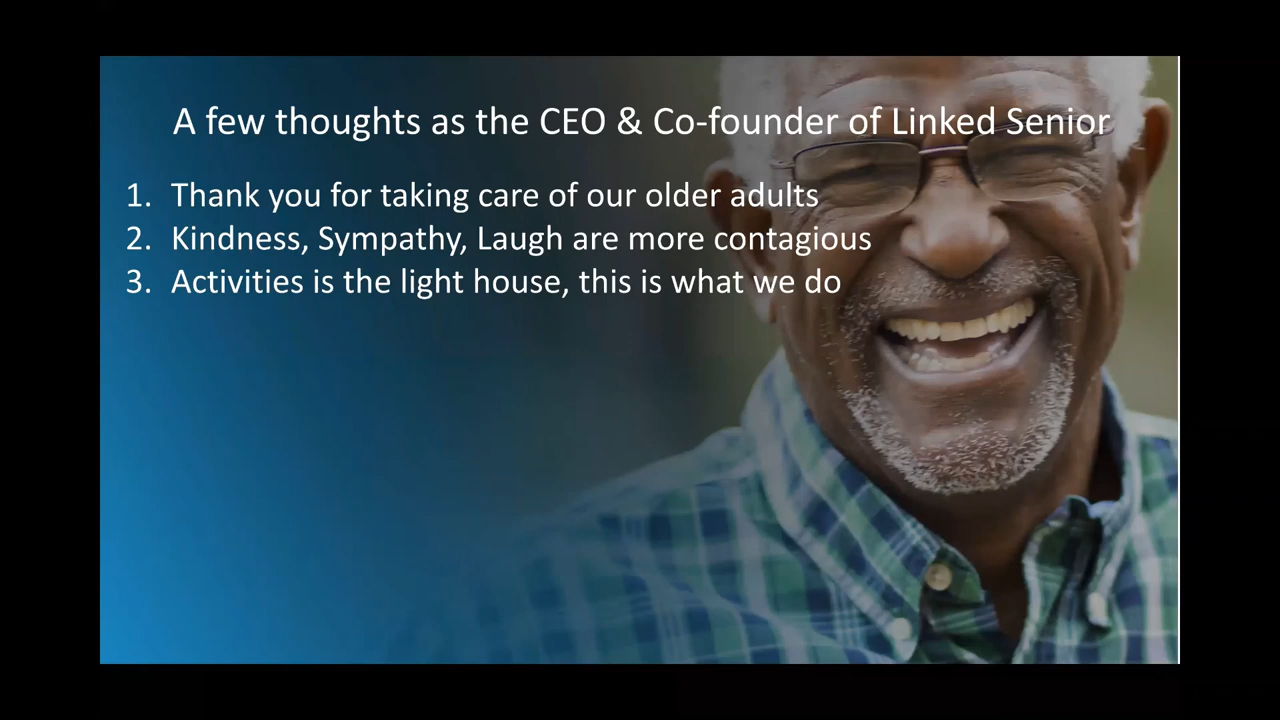 A few thoughts as the CEO & Co-founder of Linked Senior
1. Thank you for taking care of our older adults
2. Kindness, Sympathy, Laugh are more contagious
3. Activities is the light house, this is what we do